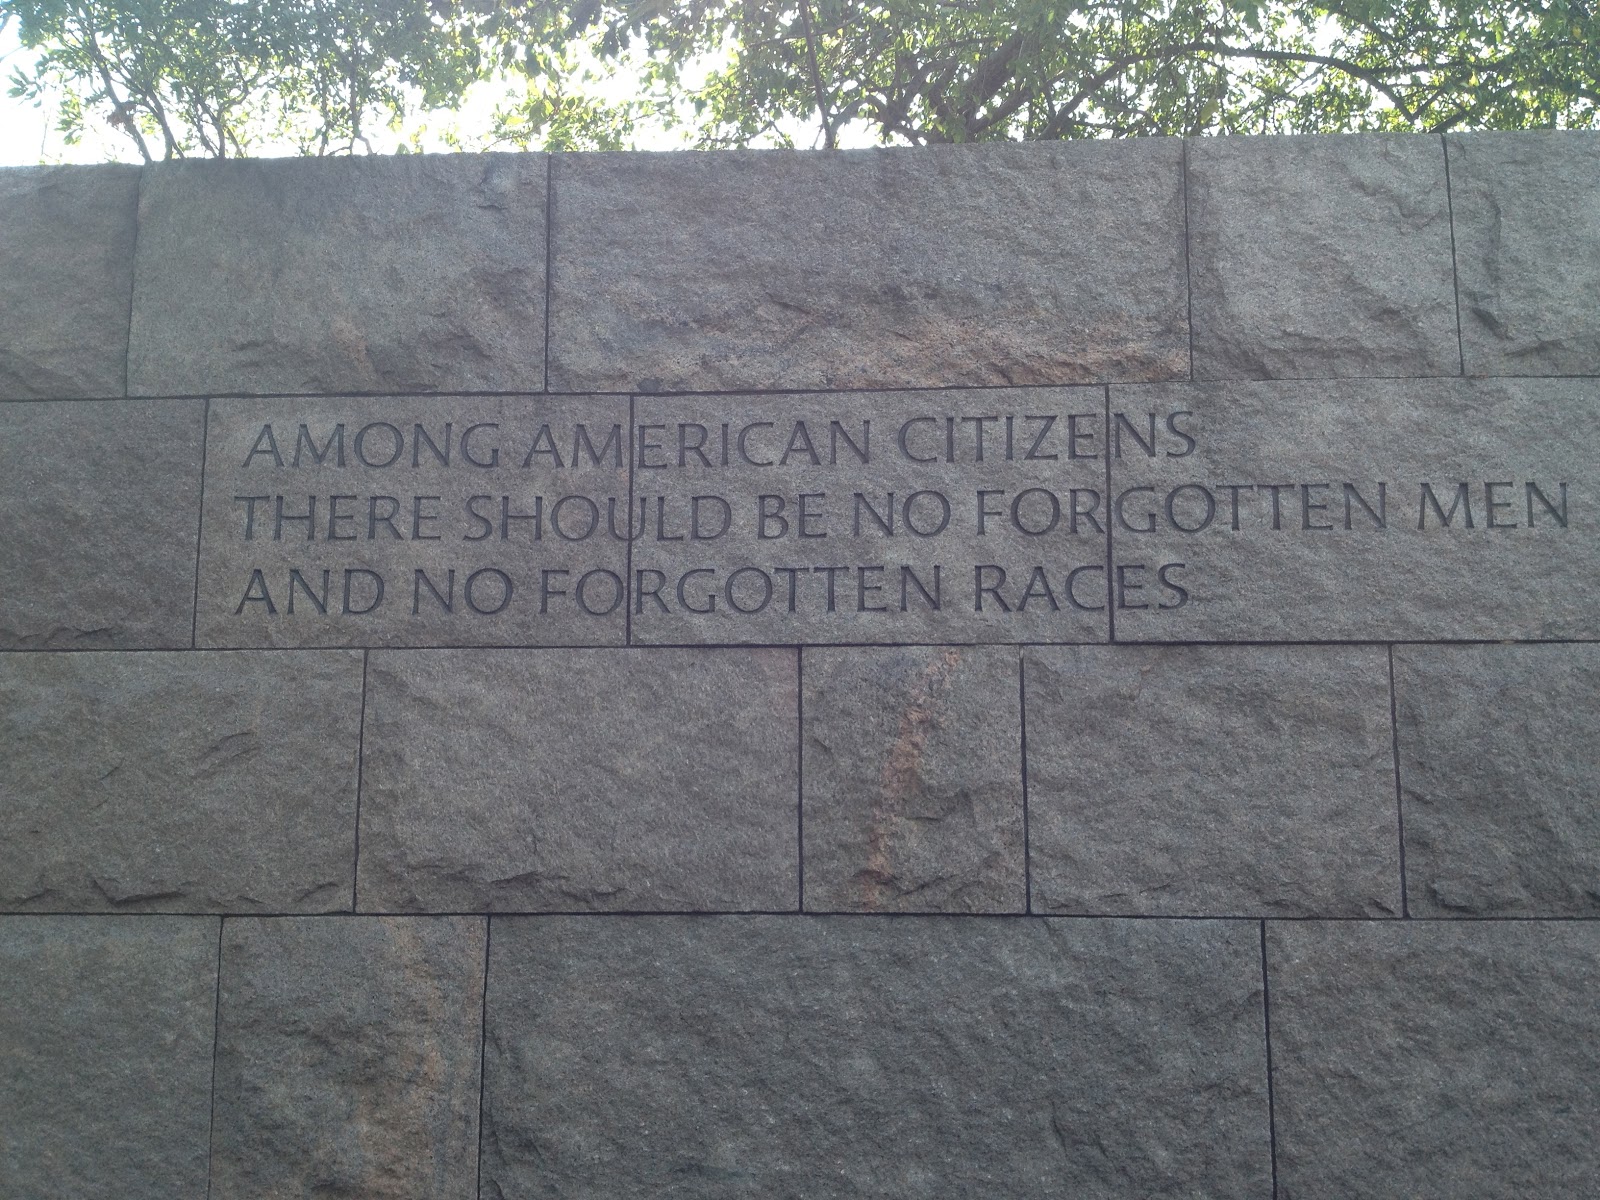 AMONG AMERICAN CITIZENS
THERE SHOULD BE NO FORGOTTEN MEN
AND NO FORGOTTEN RACES